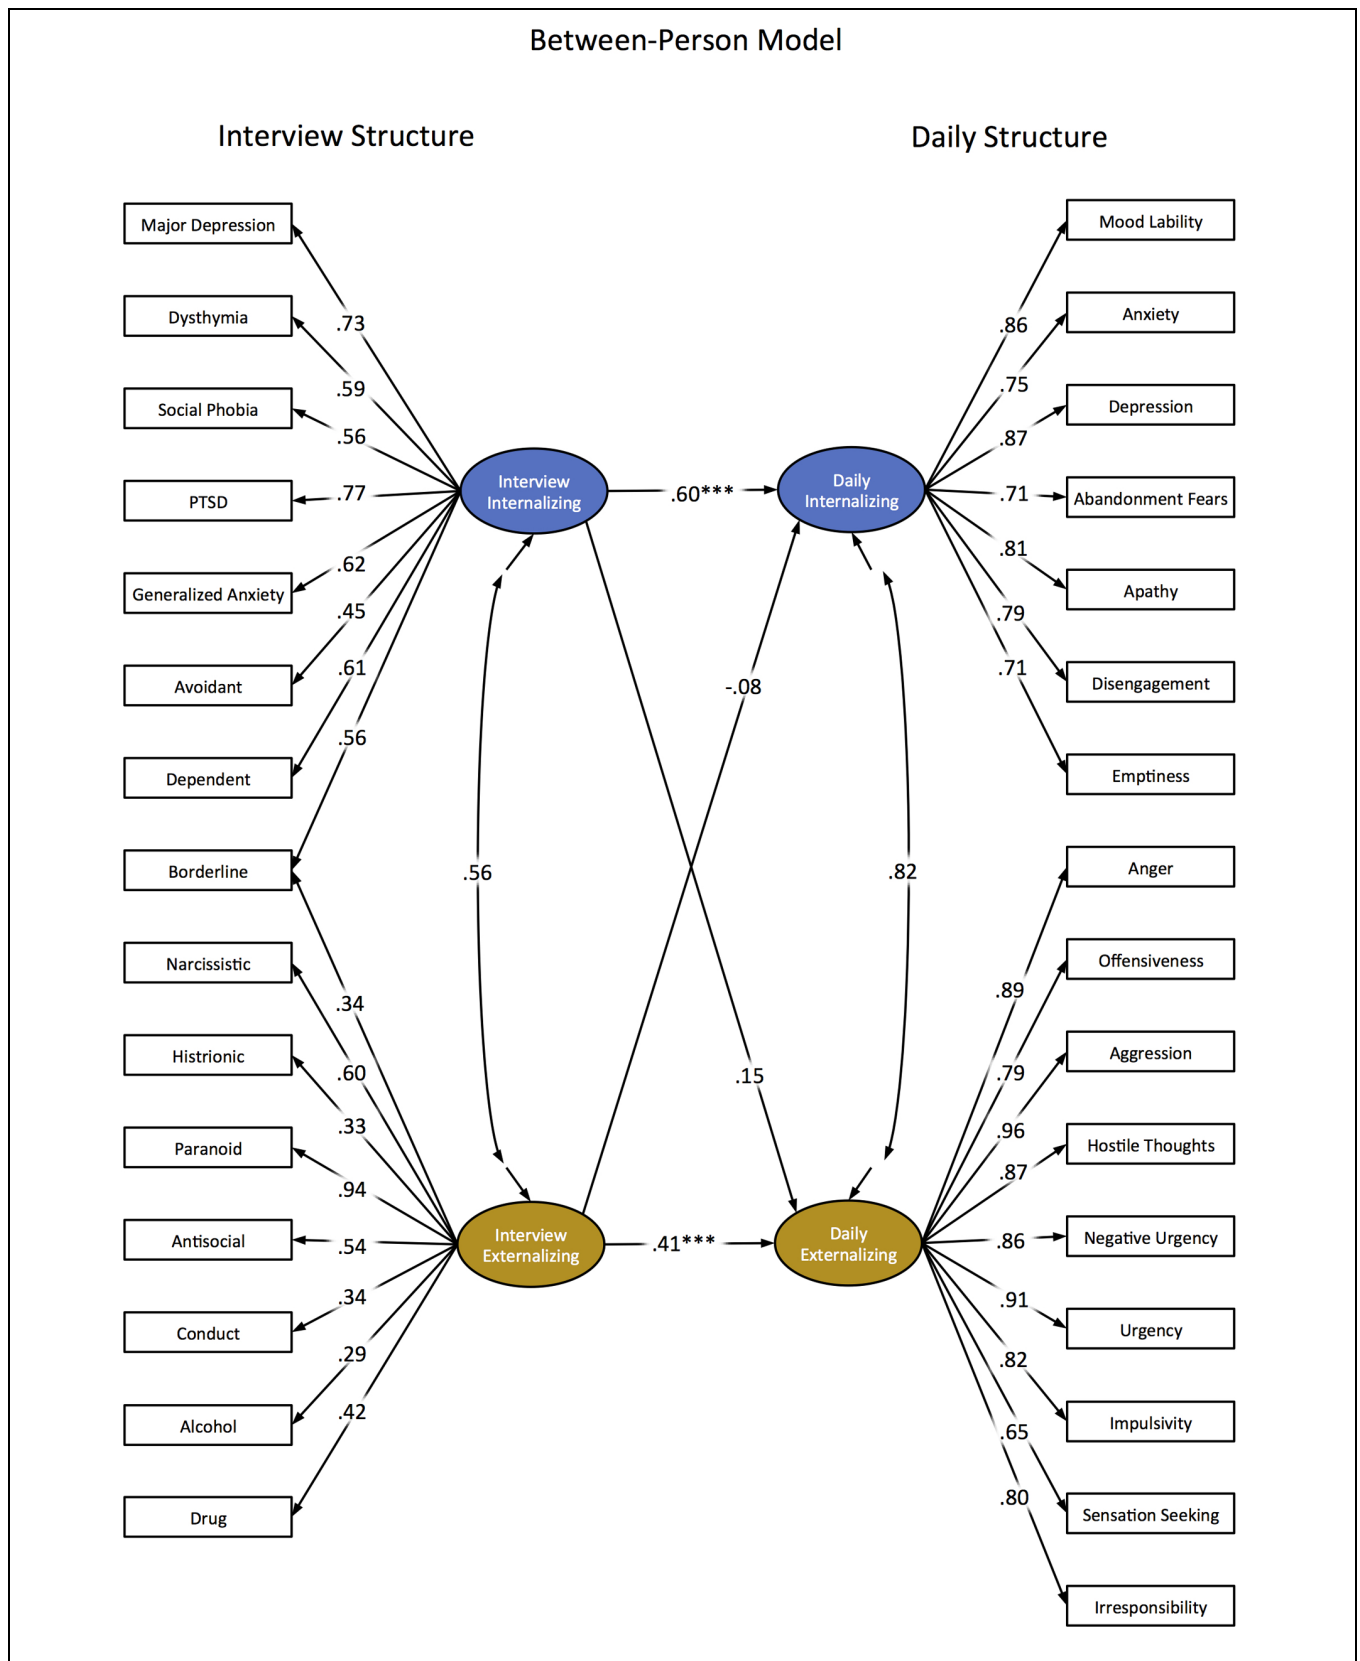 Between-Person Model
Interview Structure
Daily Structure
Major Depression
Dysthymia
Social Phobia
PTSD
Generalized Anxiety
Avoidant
Dependent
Borderline
Narcissistic
Histrionic
Paranoid
Antisocial
Conduct
Alcohol
Drug
.73
.59
.56
.77
.62
.45
.61
.56
.34
.60
.33
.94
.54
.34
.29
.42
Interview
Internalizing
Interview
Externalizing
.56
.60***
-.08
.15
.41***
Daily
Internalizing
Daily
Externalizing
.82
.86
.75
.87
.71
.81
.79
.71
.89
.79
.96
.87
.86
.91
.82
.65
.80
Mood Lability
Anxiety
Depression
Abandonment Fears
Apathy
Disengagement
Emptiness
Anger
Offensiveness
Aggression
Hostile Thoughts
Negative Urgency
Urgency
Impulsivity
Sensation Seeking
Irresponsibility